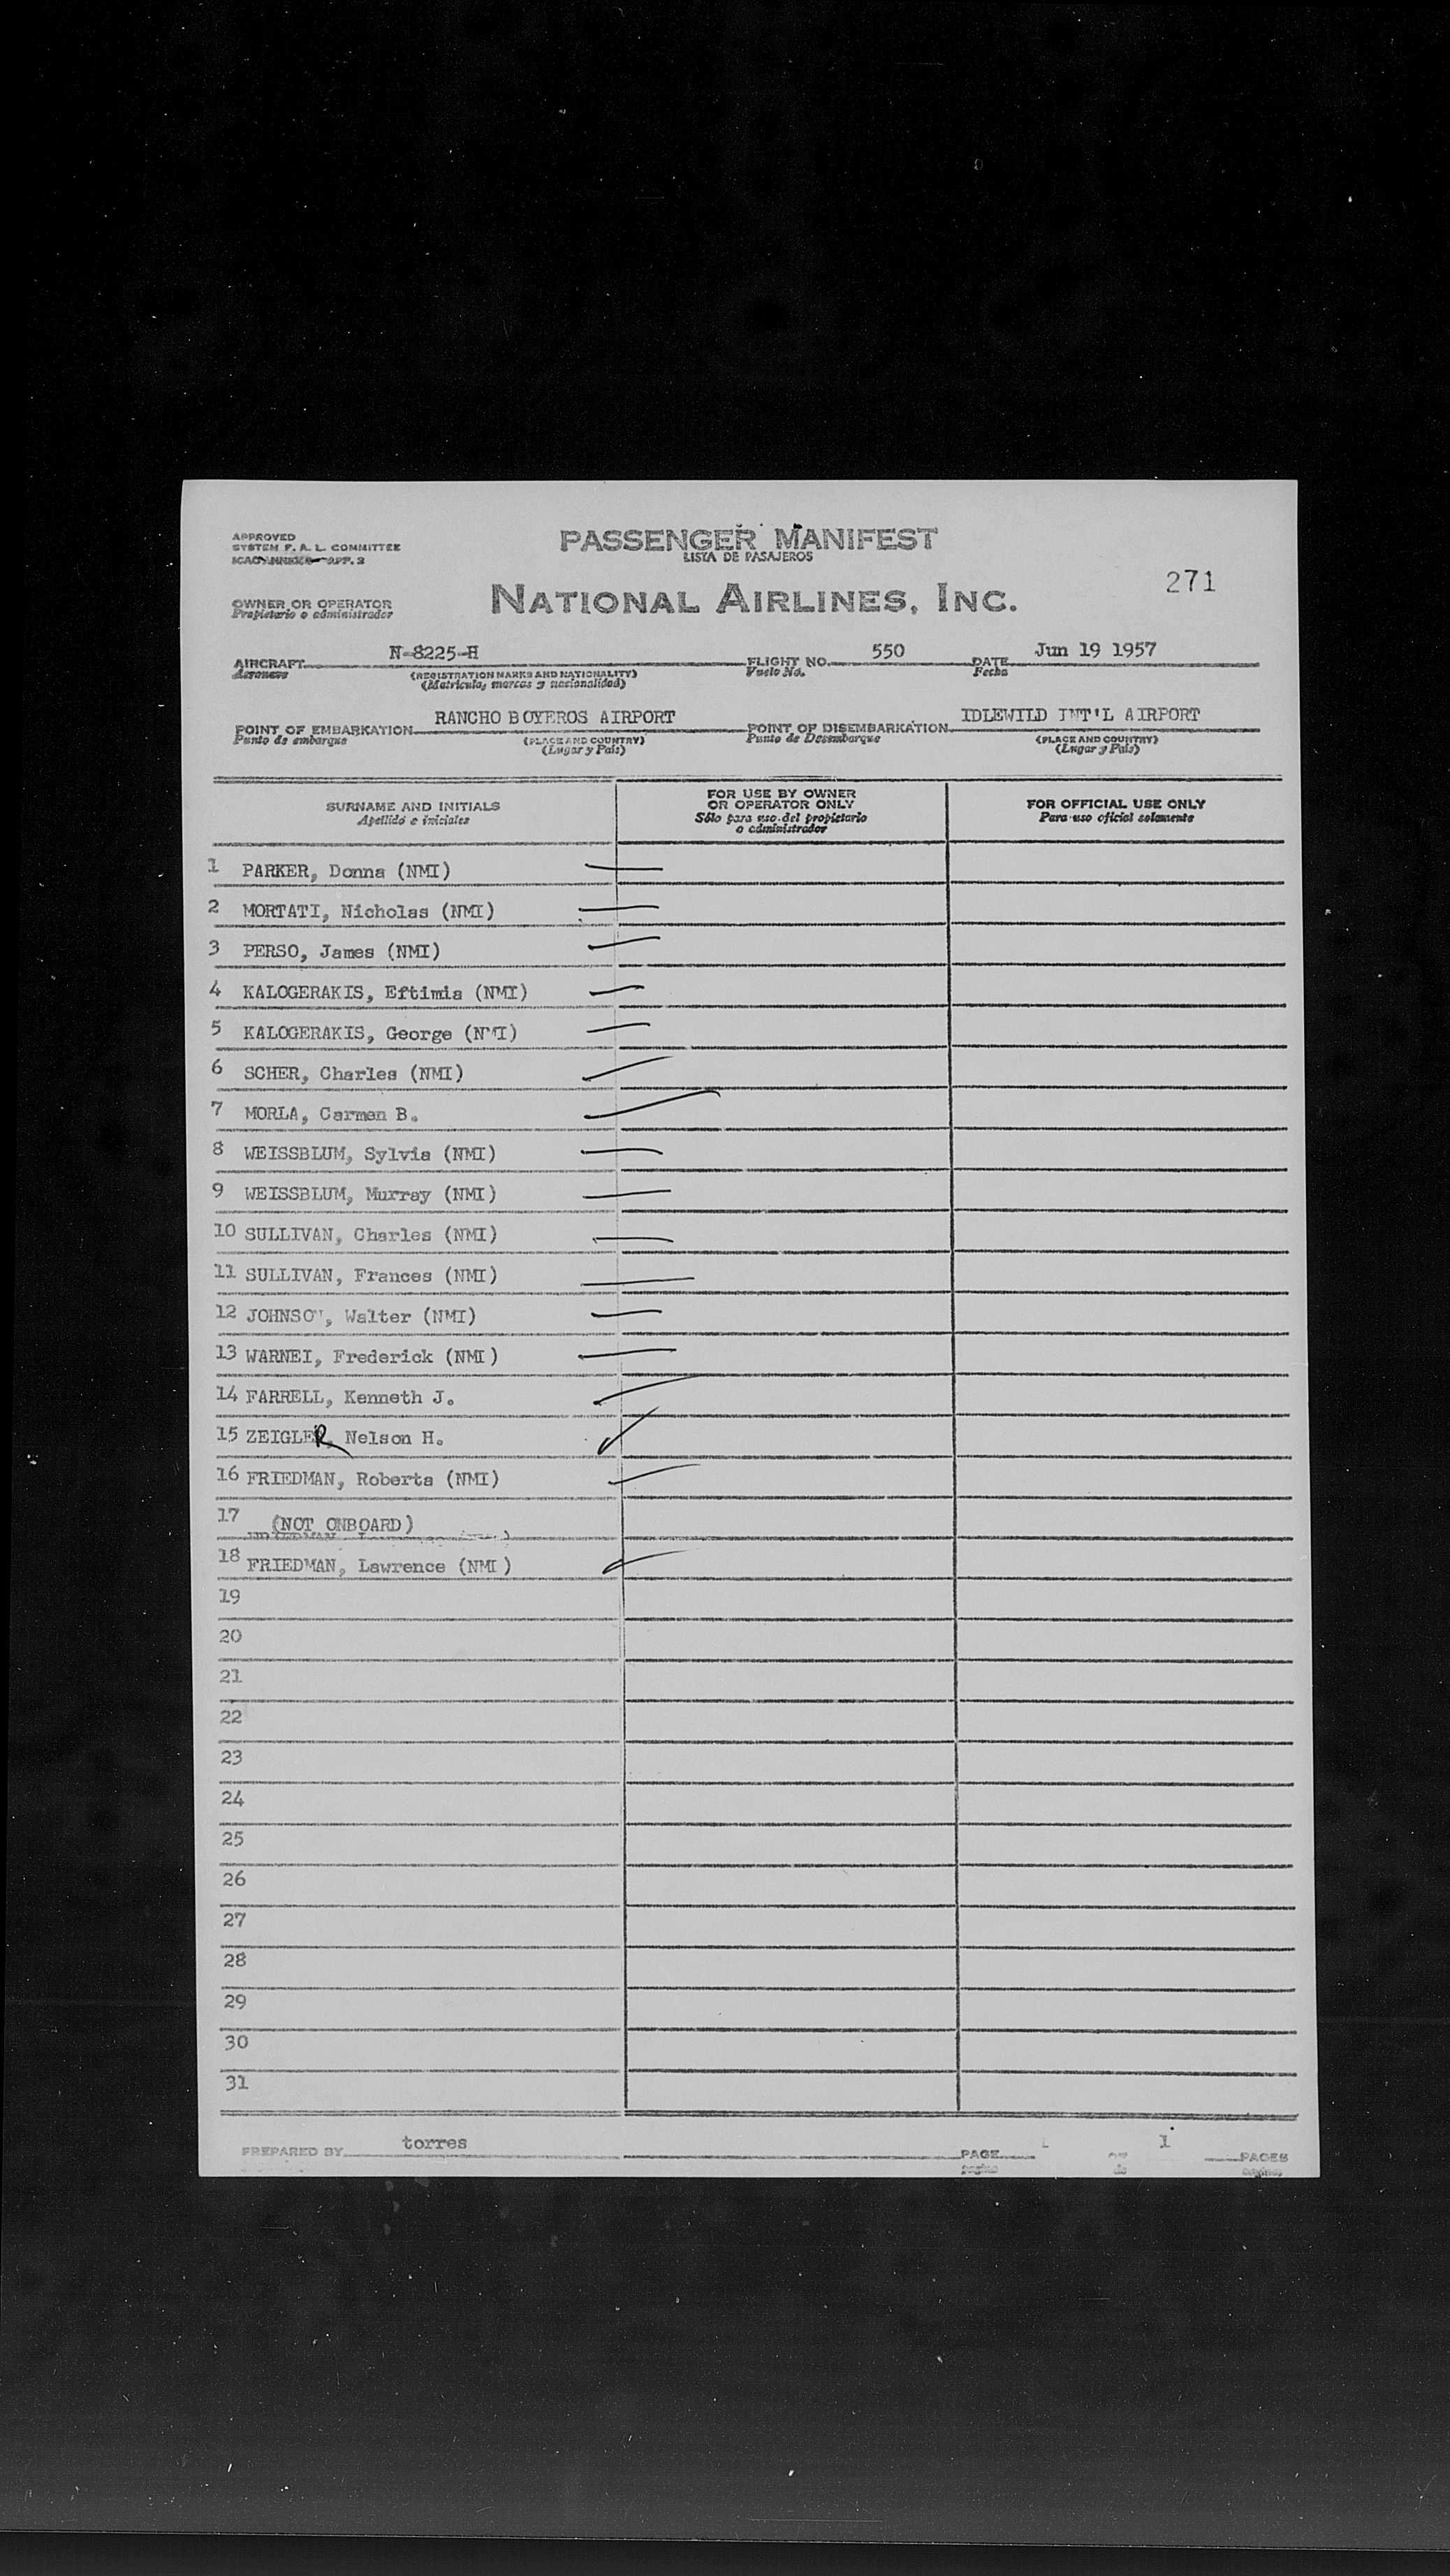 APPROVED
SYSTEM F. A. L. COMMITTEE
ICAO ANNEX 9 APP. 2
PASSENGER MANIFEST
LISTA DE PASAJEROS
271
OWNER OR OPERATOR
Propietario o administrador
NATIONAL AIRLINES, INC.
AIRCRAFT N-8225-H FLIGHT NO. 550 DATE Jun 19 1957
Aeronave (REGISTRATION MARKS AND NATIONALITY) Vuelo No. Fecha
(Matricula, marcas y nacionalidad)
POINT OF EMBARKATION RANCHO BOYEROS AIRPORT POINT OF DISEMBARKATION IDLEWILD INT'L AIRPORT
Punto de embarque (PLACE AND COUNTRY) Punto de Desembarque (PLACE AND COUNTRY)
(Lugar y País) (Lugar y País)
SURNAME AND INITIALS
Apellido e iniciales
FOR USE BY OWNER
OR OPERATOR ONLY
Sólo para uso del propietario
o administrador
FOR OFFICIAL USE ONLY
Para uso oficial solamente
1 PARKER, Donna (NMI)
2 MORTATI, Nicholas (NMI)
3 PERSO, James (NMI)
4 KALOGERAKIS, Eftimia (NMI)
5 KALOGERAKIS, George (NMI)
6 SCHER, Charles (NMI)
7 MORLA, Carmen B.
8 WEISSBLUM, Sylvia (NMI)
9 WEISSBLUM, Murray (NMI)
10 SULLIVAN, Charles (NMI)
11 SULLIVAN, Frances (NMI)
12 JOHNSON, Walter (NMI)
13 WARNEI, Frederick (NMI)
14 FARRELL, Kenneth J.
15 ZEIGLER, Nelson H.
16 FRIEDMAN, Roberta (NMI)
17 (NOT ONBOARD)
18 FRIEDMAN, Lawrence (NMI)
19
20
21
22
23
24
25
26
27
28
29
30
31
PREPARED BY torres PAGE 1 OF 1 PAGES